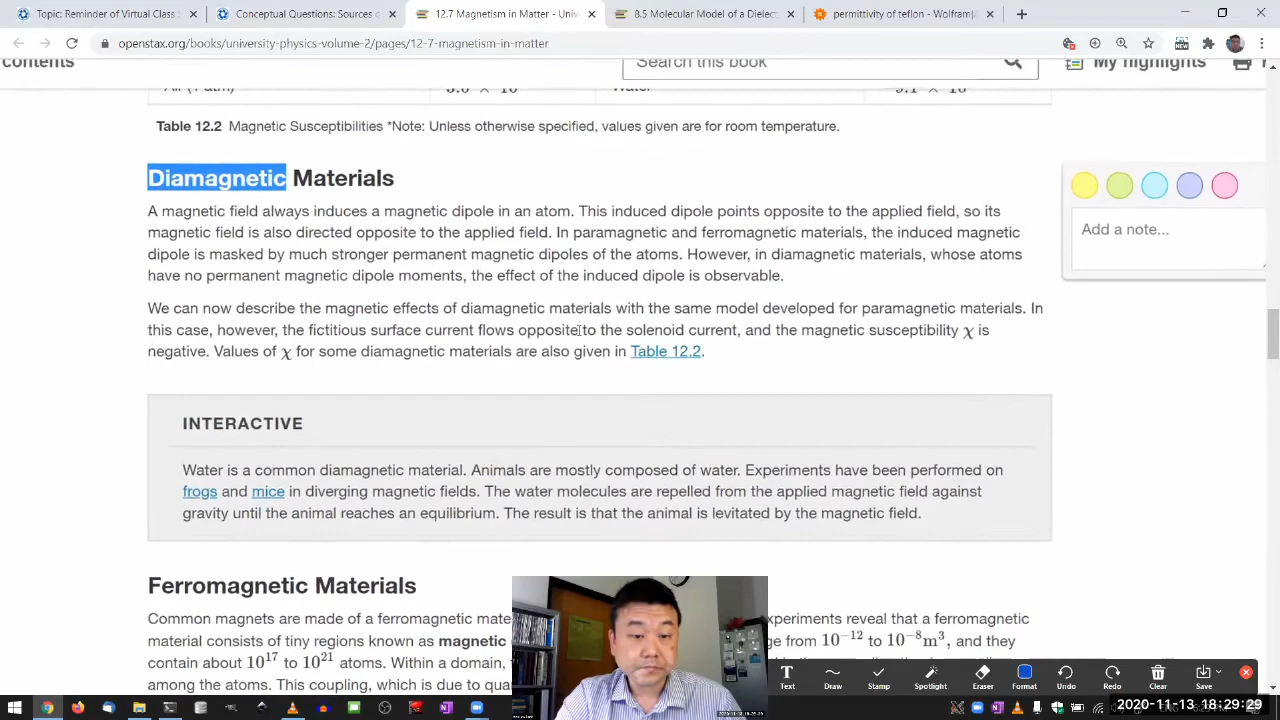 Topics for Virtual Class
Conceptual Questions: Sources o
12.7 Magnetism in Matter - Univ
8.5 Molecular Model of a Dielect
permittivity of teflon - Wolfram|A
openstax.org/books/university-physics-volume-2/pages/12-7-magnetism-in-matter
contents
Search this book
My highlights
Table 12.2 Magnetic Susceptibilities *Note: Unless otherwise specified, values given are for room temperature.
Diamagnetic Materials
A magnetic field always induces a magnetic dipole in an atom. This induced dipole points opposite to the applied field, so its
magnetic field is also directed opposite to the applied field. In paramagnetic and ferromagnetic materials, the induced magnetic
dipole is masked by much stronger permanent magnetic dipoles of the atoms. However, in diamagnetic materials, whose atoms
have no permanent magnetic dipole moments, the effect of the induced dipole is observable.
Add a note...
We can now describe the magnetic effects of diamagnetic materials with the same model developed for paramagnetic materials. In
this case, however, the fictitious surface current flows opposite to the solenoid current, and the magnetic susceptibility χ is
negative. Values of χ for some diamagnetic materials are also given in Table 12.2.
INTERACTIVE
Water is a common diamagnetic material. Animals are mostly composed of water. Experiments have been performed on
frogs and mice in diverging magnetic fields. The water molecules are repelled from the applied magnetic field against
gravity until the animal reaches an equilibrium. The result is that the animal is levitated by the magnetic field.
Ferromagnetic Materials
Common magnets are made of a ferromagnetic mate xperiments reveal that a ferromagnetic
material consists of tiny regions known as magnetic ge from 10⁻¹² to 10⁻⁸ m³, and they
contain about 10¹⁷ to 10²¹ atoms. Within a domain,
among the atoms. This coupling, which is due to qua
Text Draw Stamp Spotlight Eraser Format Undo Redo Clear Save
2020-11-13 18:29:29